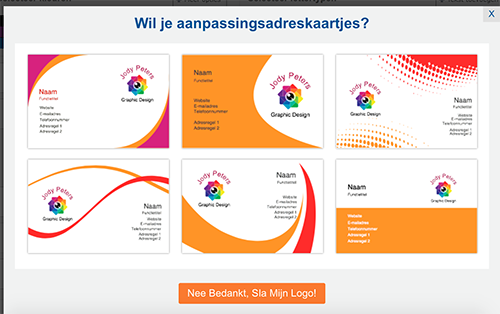 X
Wil je aanpassingsadreskaartjes?
Jody Peters
Graphic Design
Naam
Functietitel
Website
E-mailadres
Telefoonnummer
Adresregel 1
Adresregel 2
Naam
Functietitel
Website
E-mailadres
Telefoonnummer
Adresregel 1
Adresregel 2
Jody Peters
Graphic Design
Jody Peters
Graphic Design
Naam
Functietitel
Website
E-mailadres
Telefoonnummer
Adresregel 1
Adresregel 2
Jody Peters
Graphic Design
Naam
Functietitel
Website
E-mailadres
Telefoonnummer
Adresregel 1
Adresregel 2
Jody Peters
Graphic Design
Naam
Functietitel
Website
E-mailadres
Telefoonnummer
Adresregel 1
Adresregel 2
Naam
Functietitel
Jody Peters
Graphic Design
Website
E-mailadres
Telefoonnummer
Adresregel 1
Adresregel 2
Nee Bedankt, Sla Mijn Logo!